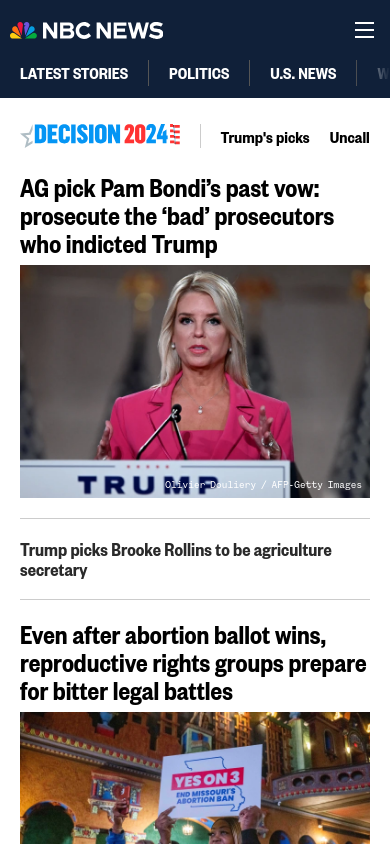 NBC NEWS
LATEST STORIES
POLITICS
U.S. NEWS
DECISION 2024
Trump's picks
Uncall
AG pick Pam Bondi’s past vow:
prosecute the ‘bad’ prosecutors
who indicted Trump
TRUMP
Olivier Douliery / AFP-Getty Images
Trump picks Brooke Rollins to be agriculture
secretary
Even after abortion ballot wins,
reproductive rights groups prepare
for bitter legal battles
YES ON 3
END MISSOURI'S
ABORTION BAN